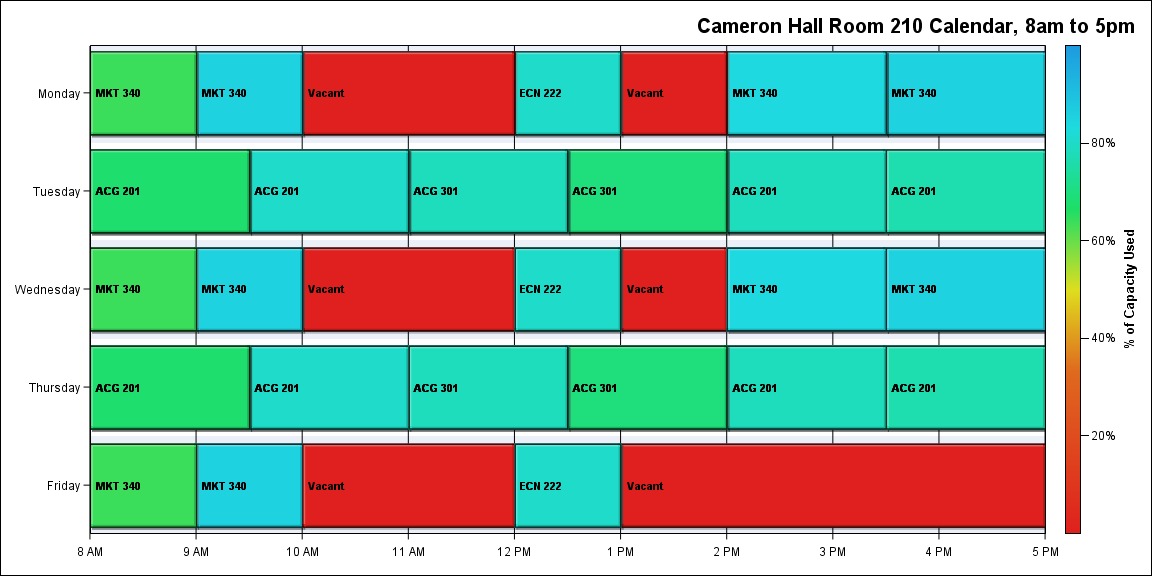 Cameron Hall Room 210 Calendar, 8am to 5pm
Monday
MKT 340
MKT 340
Vacant
ECN 222
Vacant
MKT 340
MKT 340
Tuesday
ACG 201
ACG 201
ACG 301
ACG 301
ACG 201
ACG 201
Wednesday
MKT 340
MKT 340
Vacant
ECN 222
Vacant
MKT 340
MKT 340
Thursday
ACG 201
ACG 201
ACG 301
ACG 301
ACG 201
ACG 201
Friday
MKT 340
MKT 340
Vacant
ECN 222
Vacant
8 AM
9 AM
10 AM
11 AM
12 PM
1 PM
2 PM
3 PM
4 PM
5 PM
80%
60%
40%
20%
% of Capacity Used